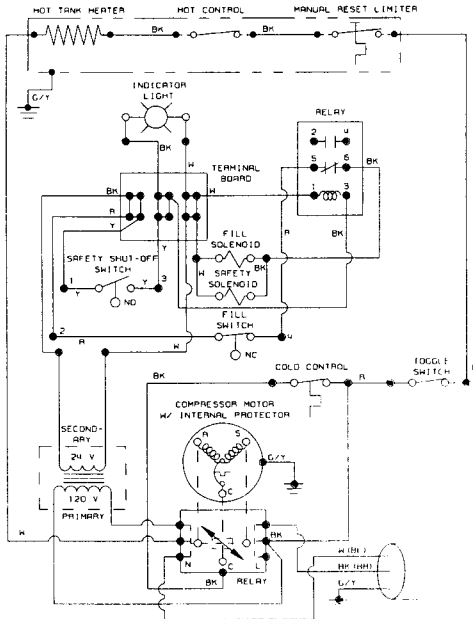 HOT TANK HEATER HOT CONTROL MANUAL RESET LIMITER
BK BK
G/Y
INDICATOR
LIGHT
RELAY
2 4
BK W
5 6 BK
TERMINAL
BOARD
BK W 1 3
R
Y
R BK
FILL
SOLENOID
SAFETY SHUT-OFF
SWITCH
Y W BK
SAFETY
SOLENOID
1 Y Y 3
NO
FILL
SWITCH
2 R W 4
NC
BK COLD CONTROL R TOGGLE
SWITCH
COMPRESSOR MOTOR
W/ INTERNAL PROTECTOR
SECOND-
ARY
24 V
R S
G/Y
120 V
PRIMARY
C
W BK
N C L
BK RELAY
W (BL)
BK (BR)
G/Y